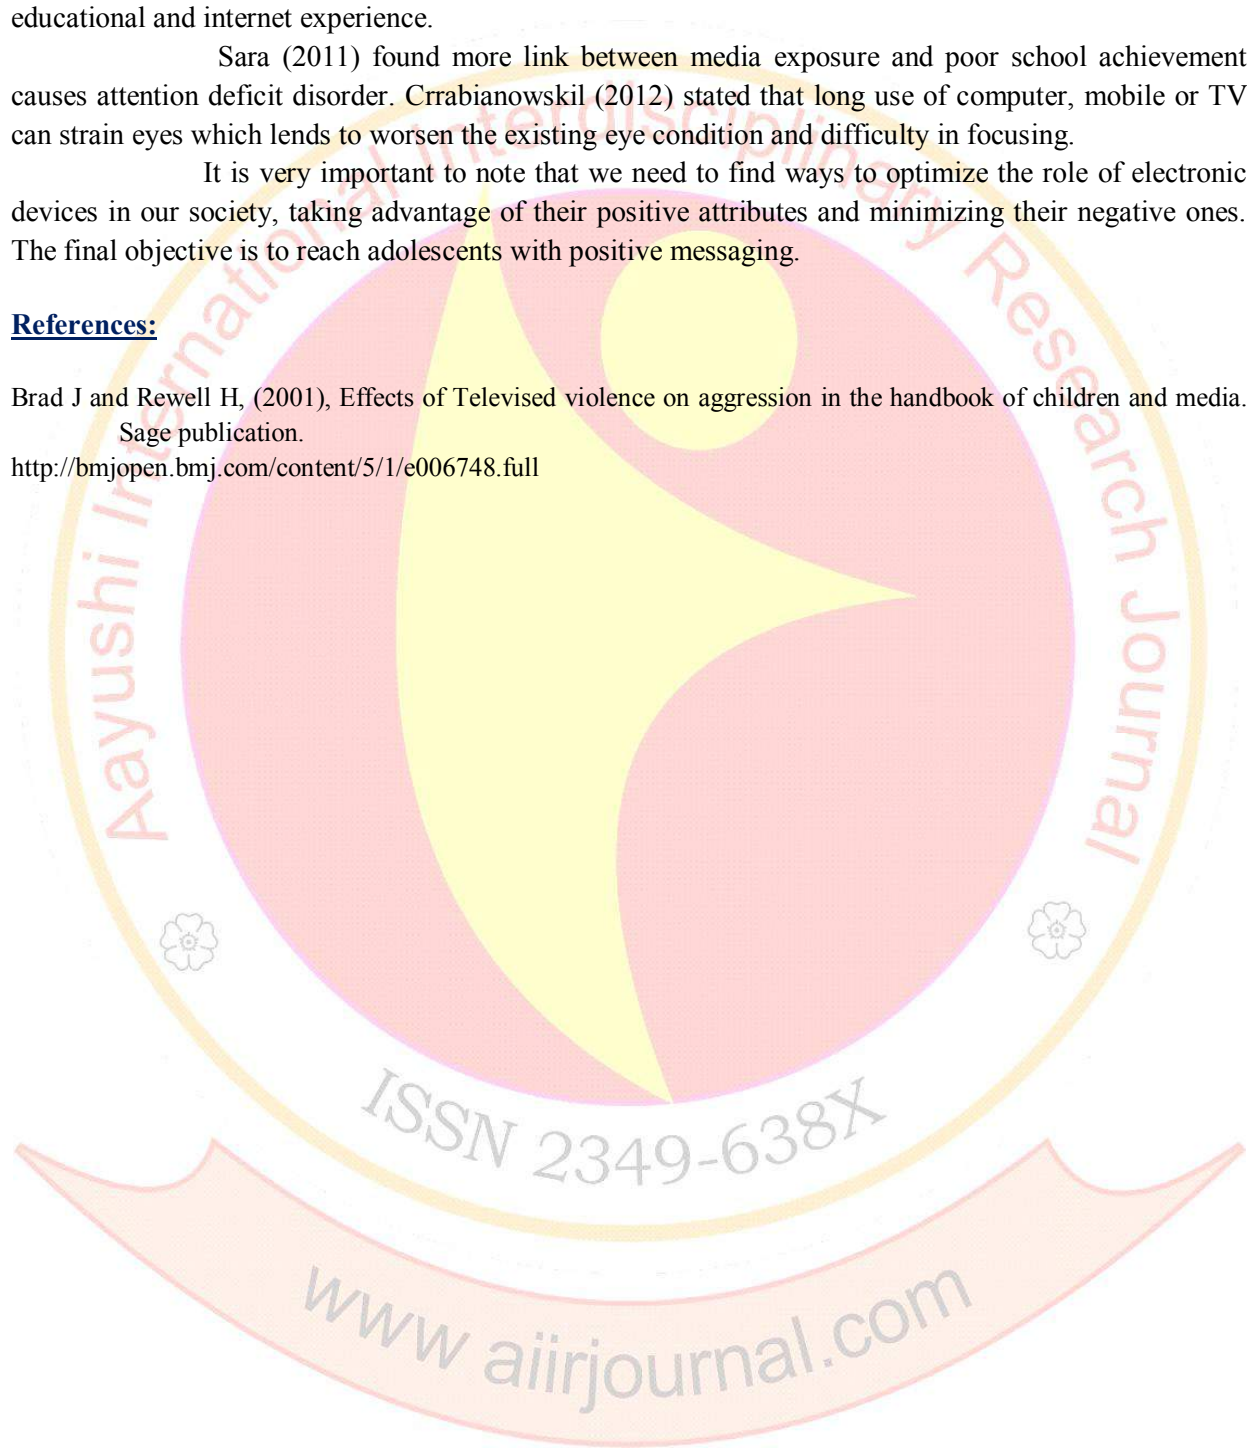 educational and internet experience.
Sara (2011) found more link between media exposure and poor school achievement
causes attention deficit disorder. Crrabianowskil (2012) stated that long use of computer, mobile or TV
can strain eyes which lends to worsen the existing eye condition and difficulty in focusing.
It is very important to note that we need to find ways to optimize the role of electronic
devices in our society, taking advantage of their positive attributes and minimizing their negative ones.
The final objective is to reach adolescents with positive messaging.
References:
Brad J and Rewell H, (2001), Effects of Televised violence on aggression in the handbook of children and media.
Sage publication.
http://bmjopen.bmj.com/content/5/1/e006748.full
Aayushi International Interdisciplinary Research Journal
ISSN 2349-638X
www aiirjournal.com